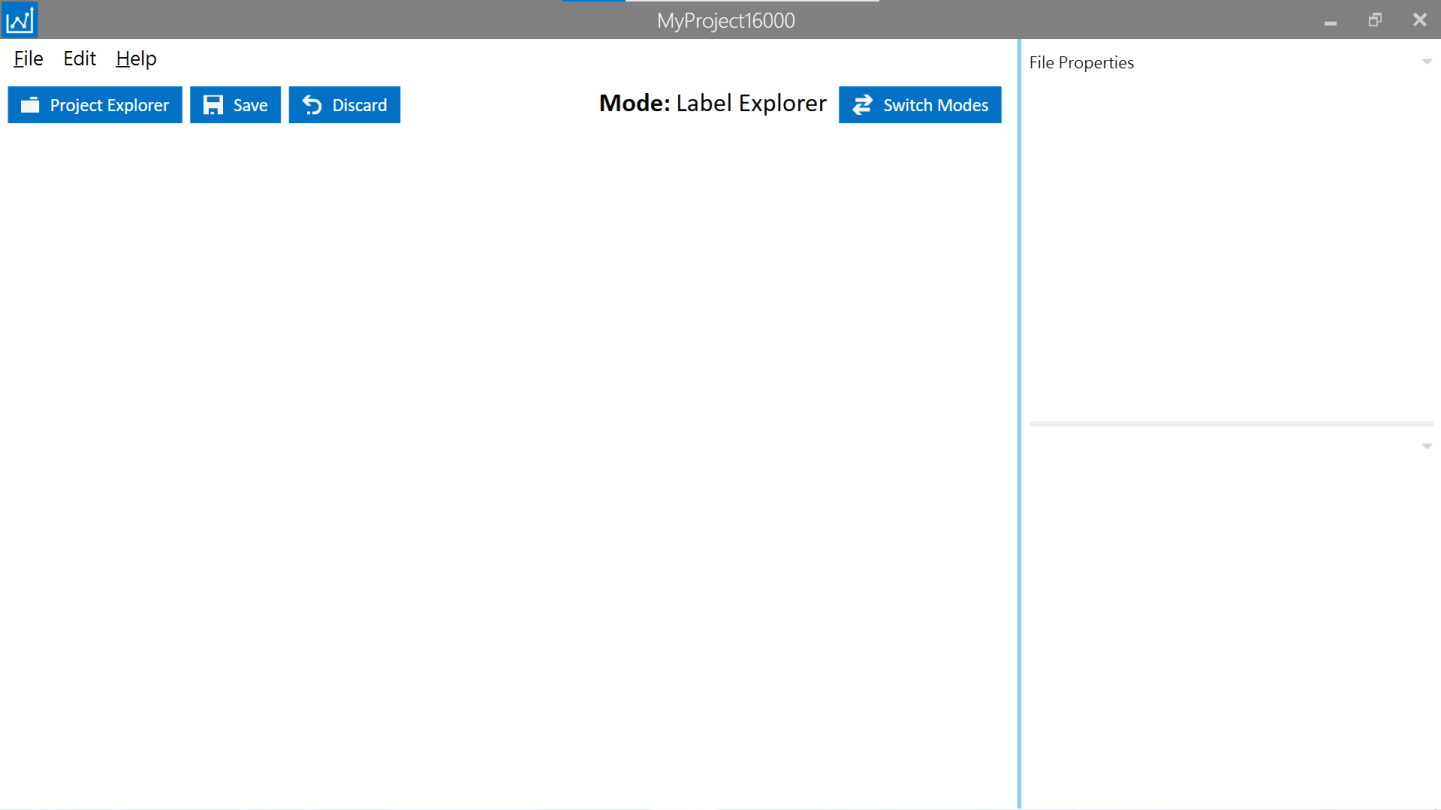 MyProject16000
File Edit Help
Project Explorer Save Discard Mode: Label Explorer Switch Modes
File Properties